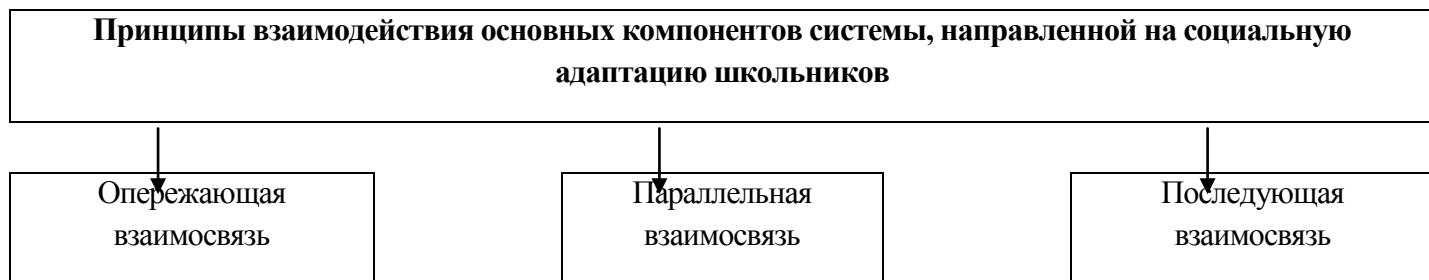 Принципы взаимодействия основных компонентов системы, направленной на социальную
адаптацию школьников
Опережающая
взаимосвязь
Параллельная
взаимосвязь
Последующая
взаимосвязь